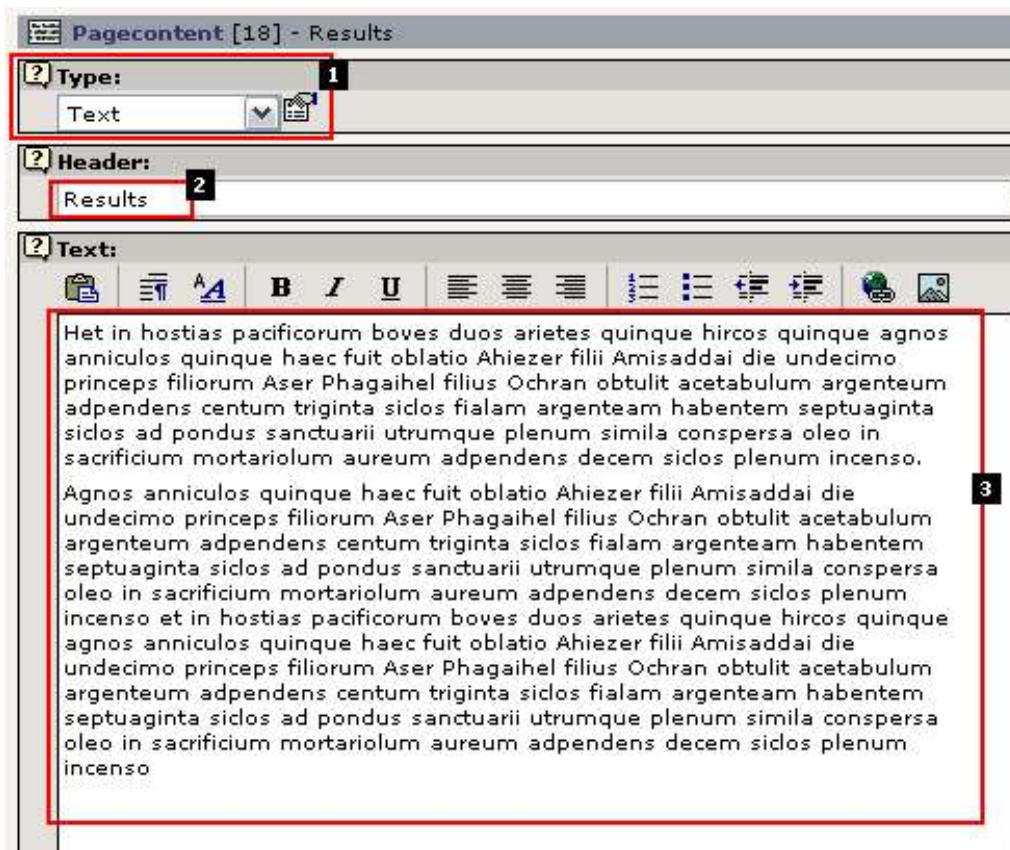 Pagecontent [18] - Results
? Type: 1
Text
? Header:
Results 2
? Text:
B I U
Het in hostias pacificorum boves duos arietes quinque hircos quinque agnos
anniculos quinque haec fuit oblatio Ahiezer filii Amisaddai die undecimo
princeps filiorum Aser Phagaihel filius Ochran obtulit acetabulum argenteum
adpendens centum triginta siclos fialam argenteam habentem septuaginta
siclos ad pondus sanctuarii utrumque plenum simila conspersa oleo in
sacrificium mortariolum aureum adpendens decem siclos plenum incenso.
3
Agnos anniculos quinque haec fuit oblatio Ahiezer filii Amisaddai die
undecimo princeps filiorum Aser Phagaihel filius Ochran obtulit acetabulum
argenteum adpendens centum triginta siclos fialam argenteam habentem
septuaginta siclos ad pondus sanctuarii utrumque plenum simila conspersa
oleo in sacrificium mortariolum aureum adpendens decem siclos plenum
incenso et in hostias pacificorum boves duos arietes quinque hircos quinque
agnos anniculos quinque haec fuit oblatio Ahiezer filii Amisaddai die
undecimo princeps filiorum Aser Phagaihel filius Ochran obtulit acetabulum
argenteum adpendens centum triginta siclos fialam argenteam habentem
septuaginta siclos ad pondus sanctuarii utrumque plenum simila conspersa
oleo in sacrificium mortariolum aureum adpendens decem siclos plenum
incenso